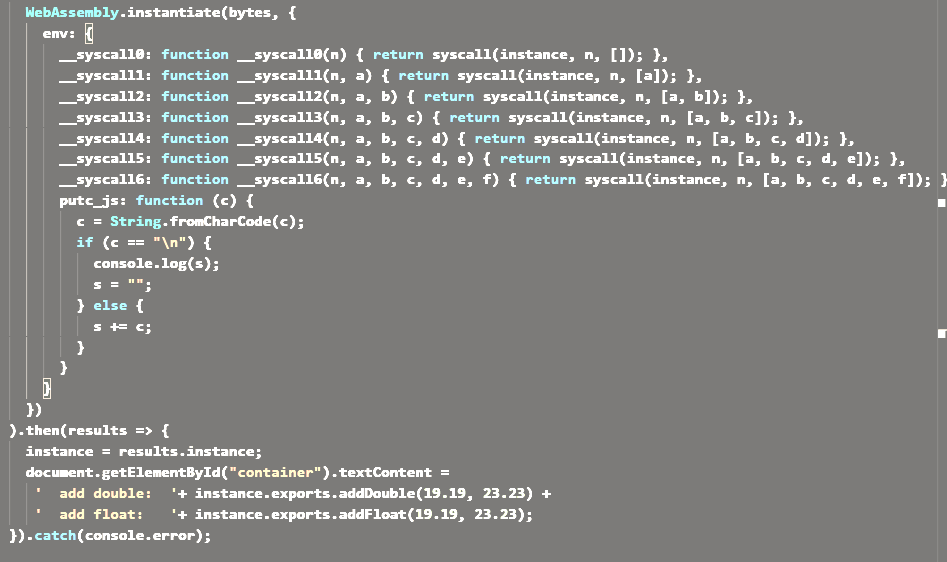 WebAssembly.instantiate(bytes, {
env: {
__syscall0: function __syscall0(n) { return syscall(instance, n, []); },
__syscall1: function __syscall1(n, a) { return syscall(instance, n, [a]); },
__syscall2: function __syscall2(n, a, b) { return syscall(instance, n, [a, b]); },
__syscall3: function __syscall3(n, a, b, c) { return syscall(instance, n, [a, b, c]); },
__syscall4: function __syscall4(n, a, b, c, d) { return syscall(instance, n, [a, b, c, d]); },
__syscall5: function __syscall5(n, a, b, c, d, e) { return syscall(instance, n, [a, b, c, d, e]); },
__syscall6: function __syscall6(n, a, b, c, d, e, f) { return syscall(instance, n, [a, b, c, d, e, f]); }
putc_js: function (c) {
c = String.fromCharCode(c);
if (c == "\n") {
console.log(s);
s = "";
} else {
s += c;
}
}
}
})
).then(results => {
instance = results.instance;
document.getElementById("container").textContent =
'  add double:  '+ instance.exports.addDouble(19.19, 23.23) +
'  add float:   '+ instance.exports.addFloat(19.19, 23.23);
}).catch(console.error);